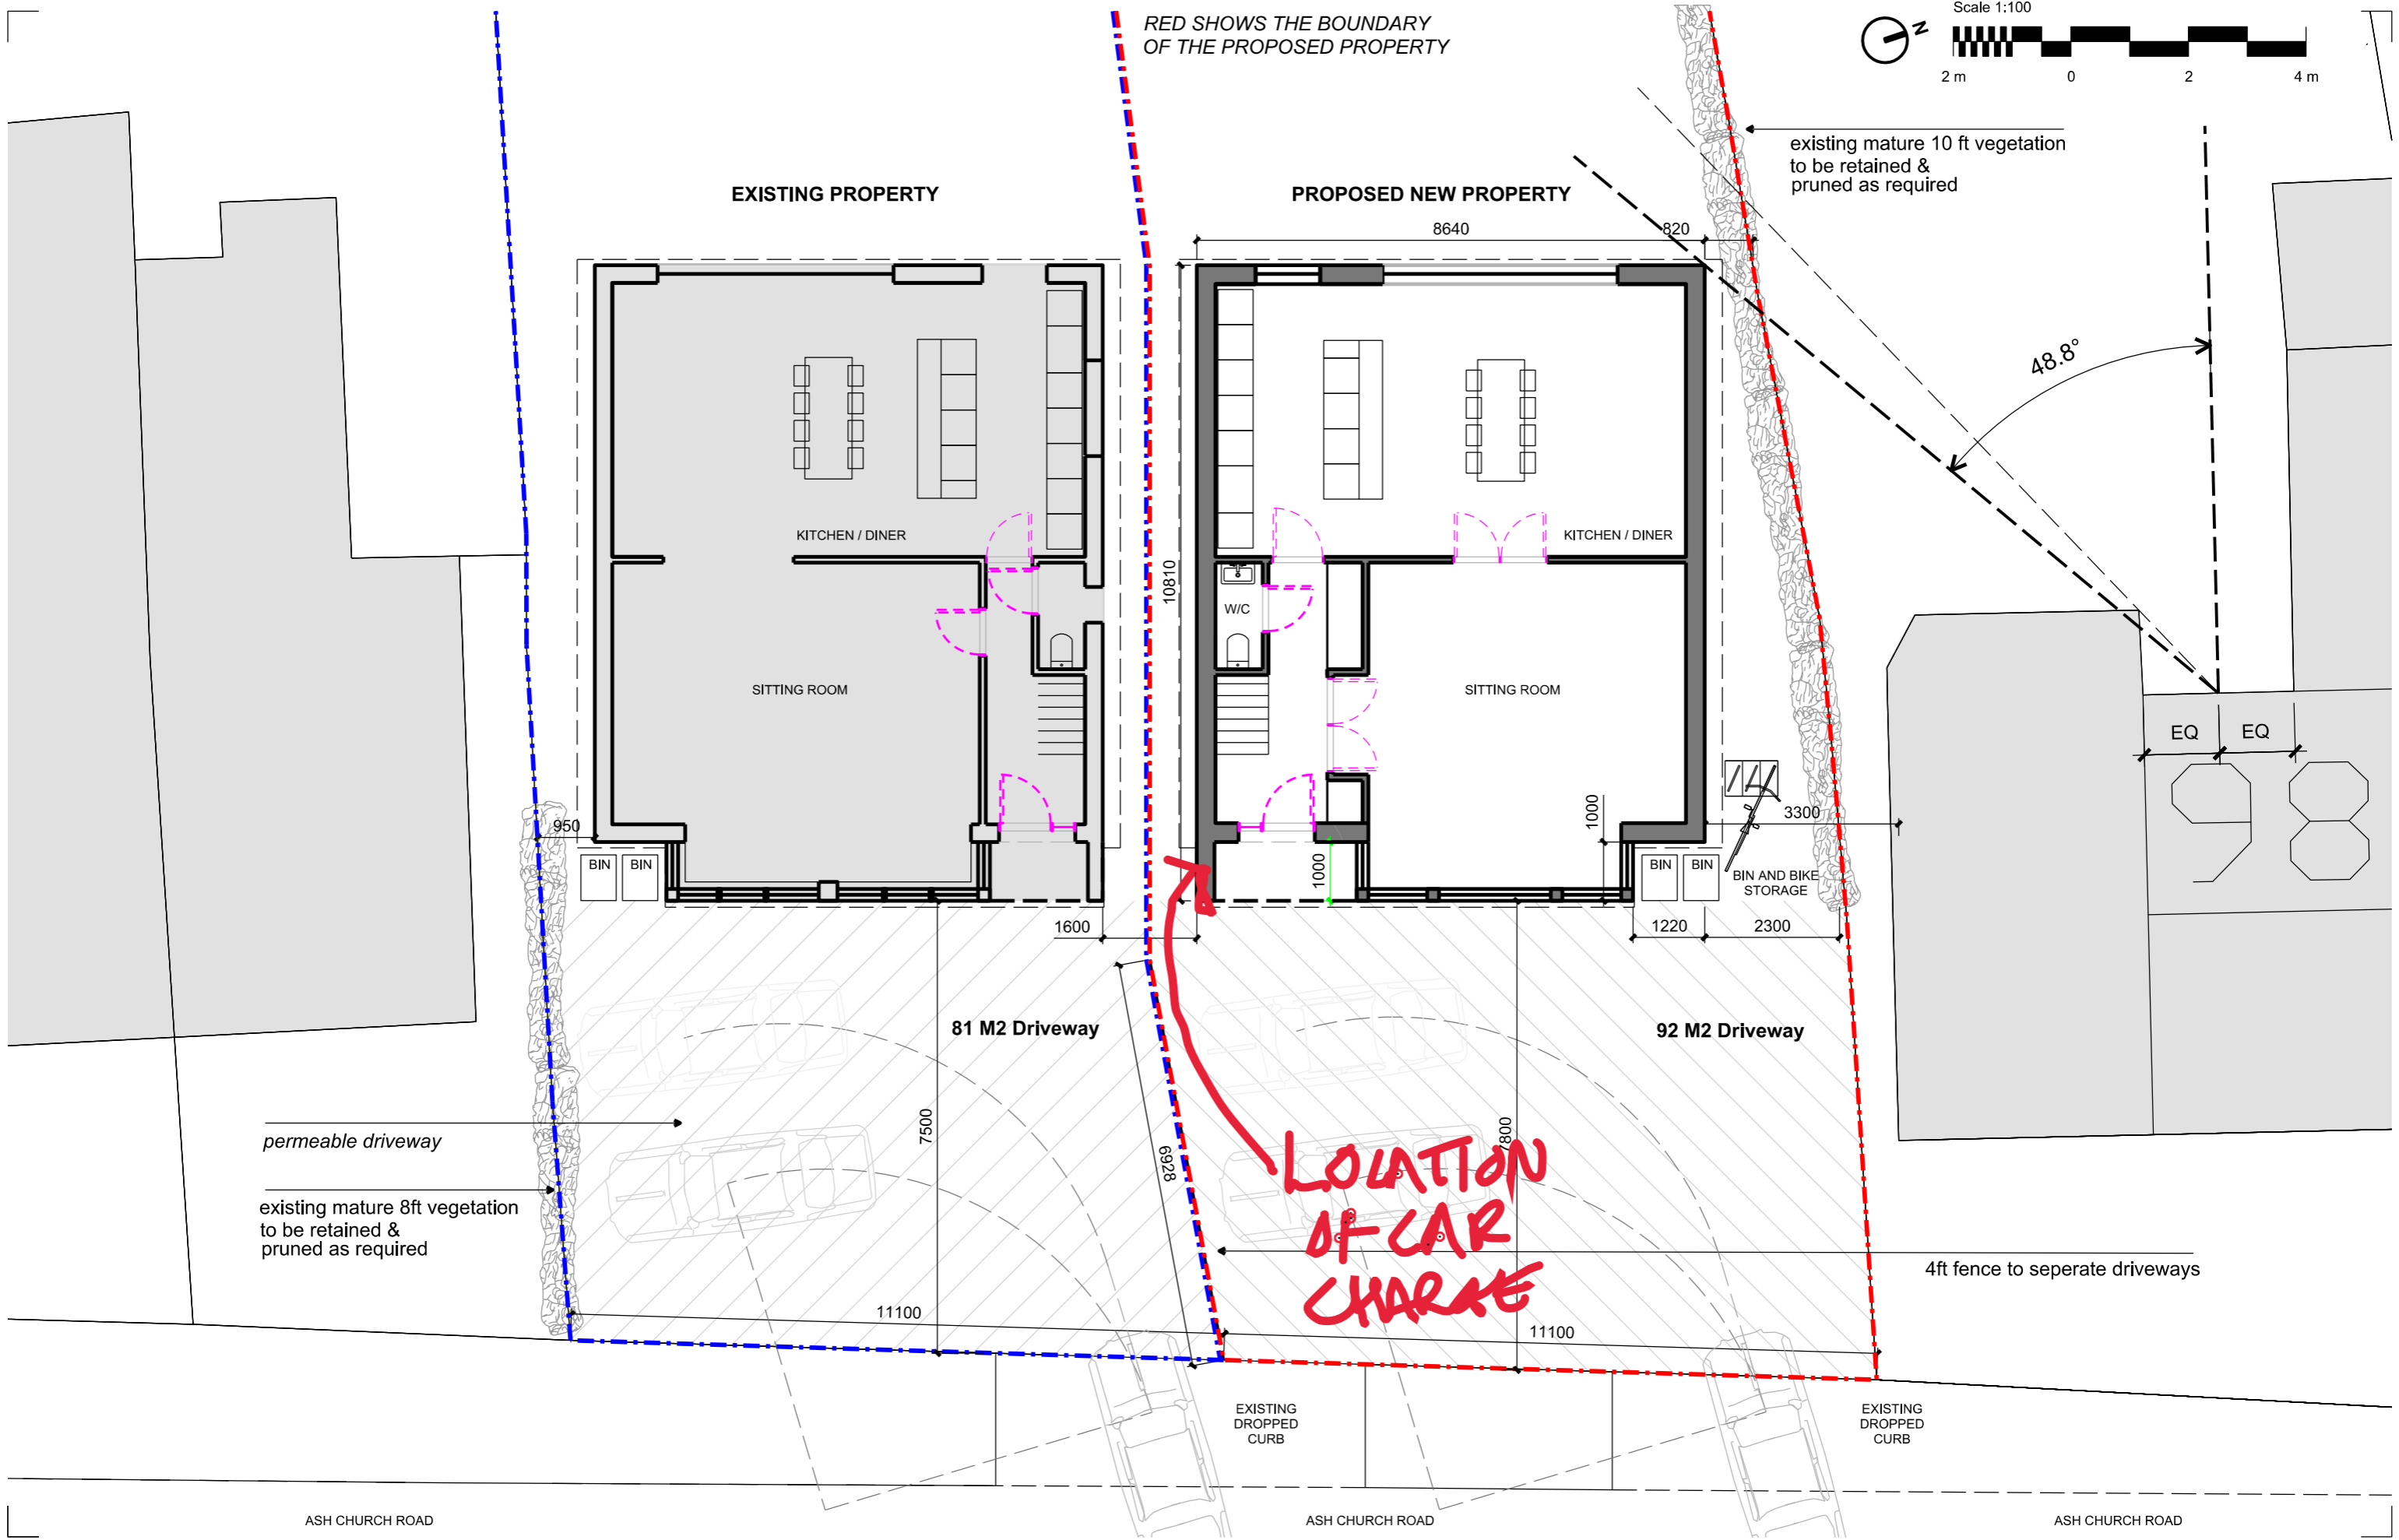 RED SHOWS THE BOUNDARY
OF THE PROPOSED PROPERTY
Scale 1:100
N
2 m 0 2 4 m
existing mature 10 ft vegetation
to be retained &
pruned as required
EXISTING PROPERTY
PROPOSED NEW PROPERTY
8640
820
48.8°
KITCHEN / DINER
KITCHEN / DINER
10810
W/C
SITTING ROOM
SITTING ROOM
EQ
EQ
98
950
1000
3300
BIN
BIN
1000
BIN
BIN
BIN AND BIKE
STORAGE
1600
1220
2300
81 M2 Driveway
92 M2 Driveway
permeable driveway
7500
6928
7800
existing mature 8ft vegetation
to be retained &
pruned as required
LOCATION
OF CAR
CHARGE
4ft fence to seperate driveways
11100
11100
EXISTING
DROPPED
CURB
EXISTING
DROPPED
CURB
ASH CHURCH ROAD
ASH CHURCH ROAD
ASH CHURCH ROAD